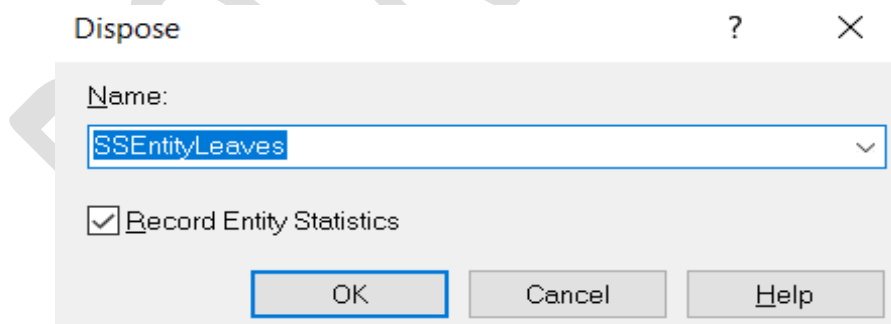 Dispose ?
Name:
SSEntityLeaves
Record Entity Statistics
OK Cancel Help